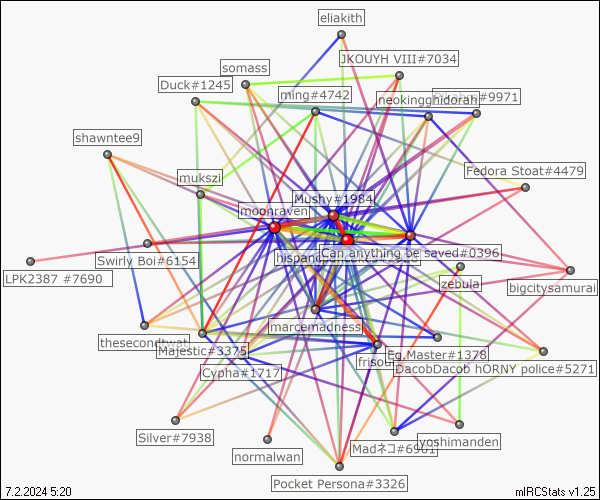 eliakith
JKOUYH VIII#7034
somass
Duck#1245
ming#4742
neokingghidorah
#9971
Fedora Stoat#4479
shawntee9
mukszi
Mushy#1984
moonraven
Can anything be saved#0396
Swirly Boi#6154
LPK2387 #7690
zebula
bigcitysamurai
marcemadness
thesecondtwat
Majestic#3375
Eg.Master#1378
Cypha#1717
DacobDacob hORNY police#5271
Silver#7938
yoshimanden
Madネコ#6961
normalwan
Pocket Persona#3326
7.2.2024 5:20
mIRCStats v1.25